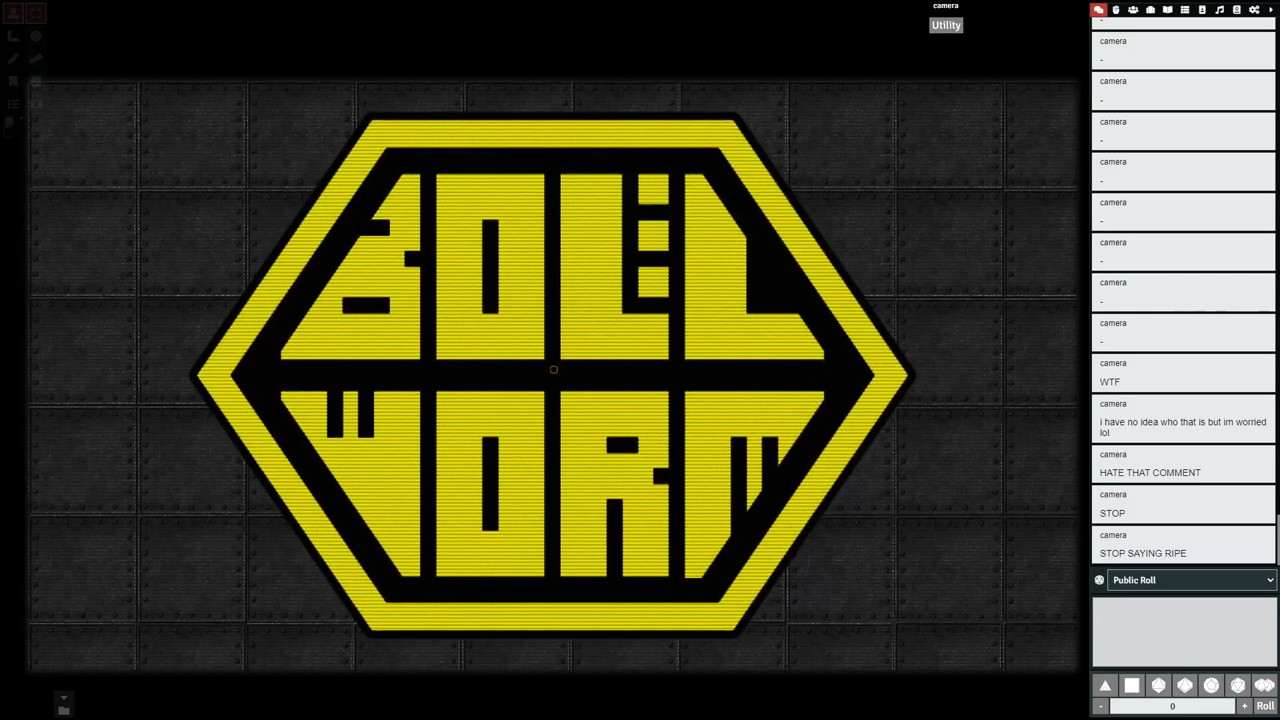 camera
Utility
BOLL
WORM
-
camera
-
camera
-
camera
-
camera
-
camera
-
camera
-
camera
-
camera
-
camera
WTF
camera
i have no idea who that is but im worried
lol
camera
HATE THAT COMMENT
camera
STOP
camera
STOP SAYING RIPE
Public Roll
-
0
+
Roll